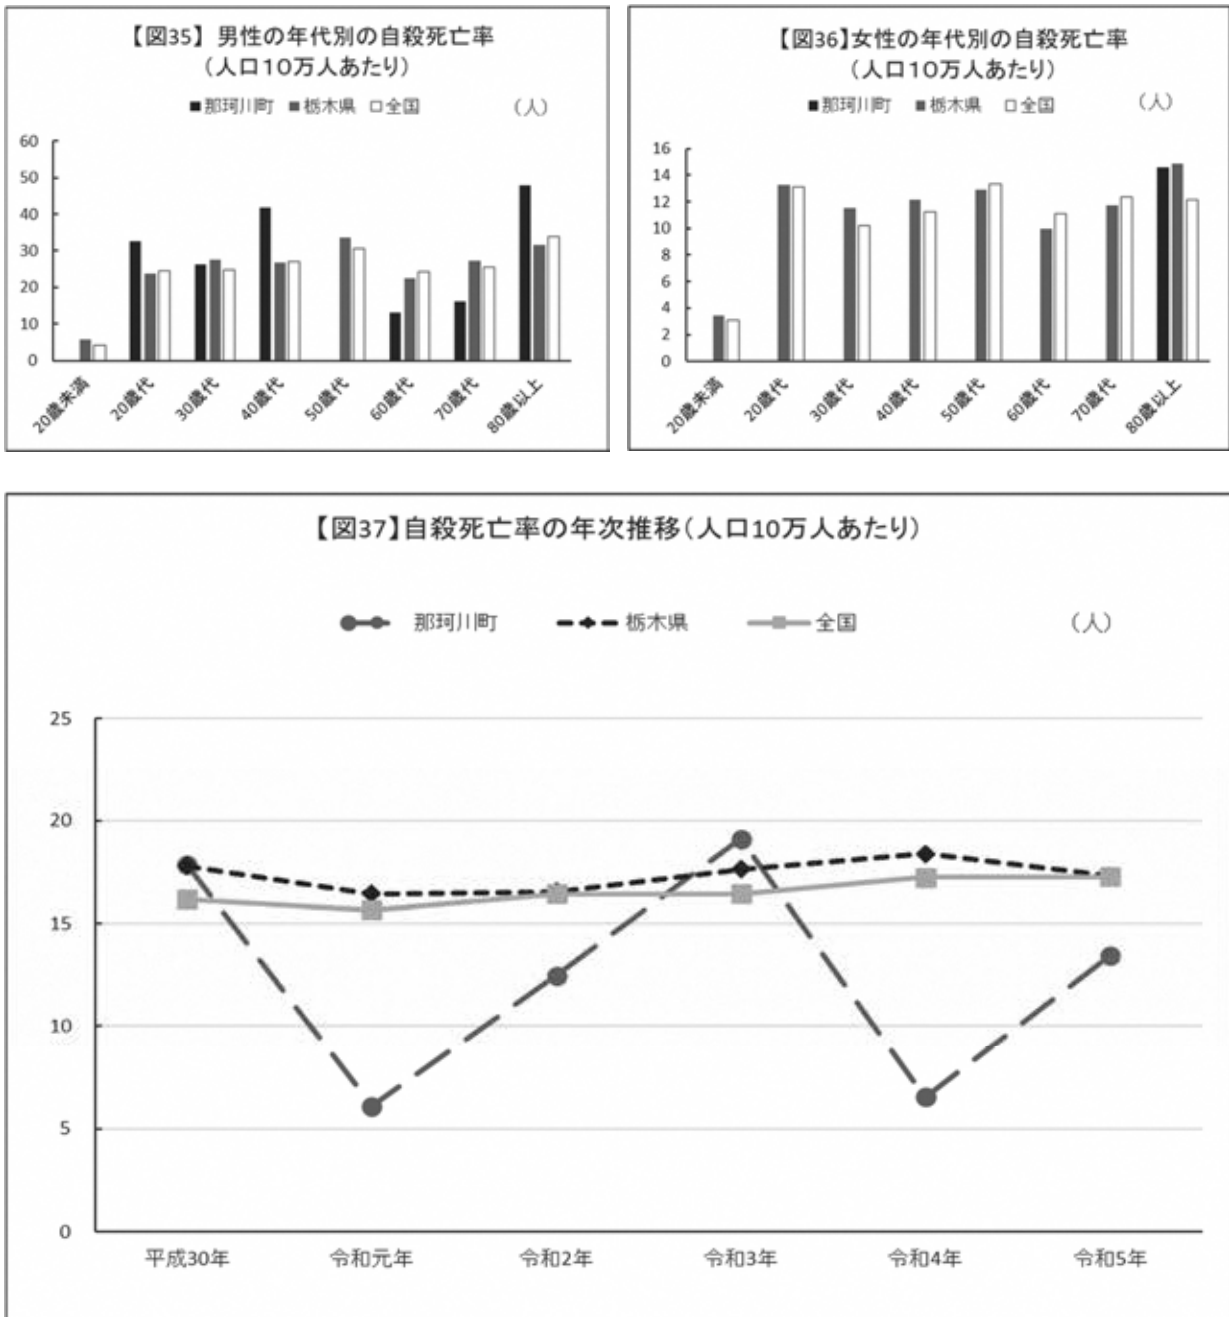 【図35】 男性の年代別の自殺死亡率
（人口１０万人あたり）
■那珂川町 ■栃木県 □全国 （人）
60
50
40
30
20
10
0
20歳未満
20歳代
30歳代
40歳代
50歳代
60歳代
70歳代
80歳以上
【図36】女性の年代別の自殺死亡率
（人口１０万人あたり）
■那珂川町 ■栃木県 □全国 （人）
16
14
12
10
8
6
4
2
0
20歳未満
20歳代
30歳代
40歳代
50歳代
60歳代
70歳代
80歳以上
【図37】自殺死亡率の年次推移（人口10万人あたり）
那珂川町 栃木県 全国 （人）
25
20
15
10
5
0
平成30年 令和元年 令和2年 令和3年 令和4年 令和5年